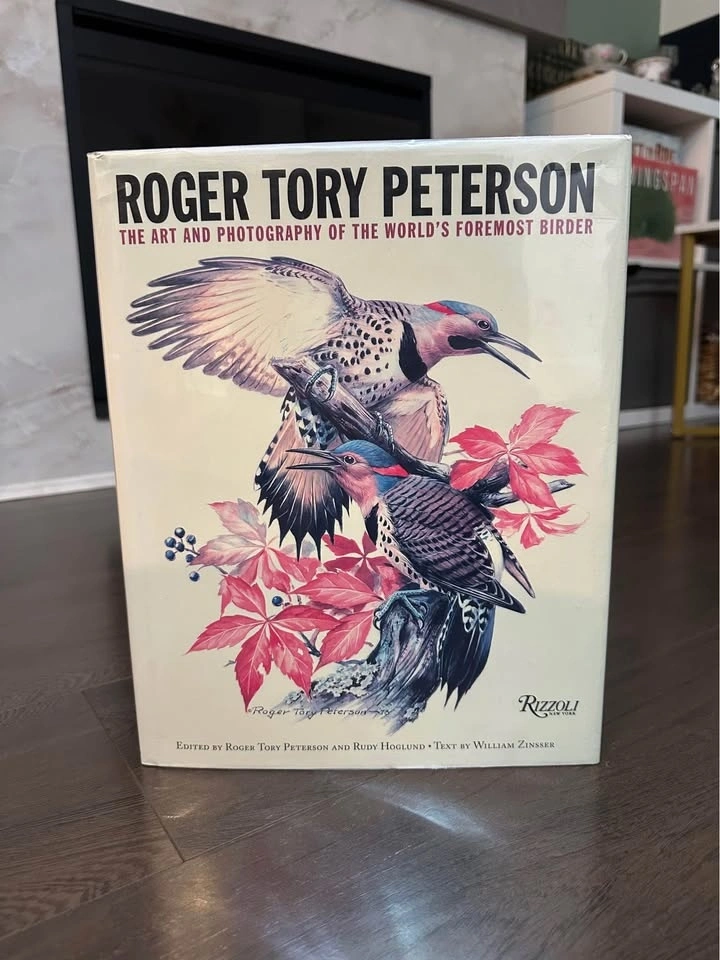 ROGER TORY PETERSON
THE ART AND PHOTOGRAPHY OF THE WORLD'S FOREMOST BIRDER
WINGSPAN
©Roger Tory Peterson
RIZZOLI
NEW YORK
EDITED BY ROGER TORY PETERSON AND RUDY HOGLUND • TEXT BY WILLIAM ZINSSER